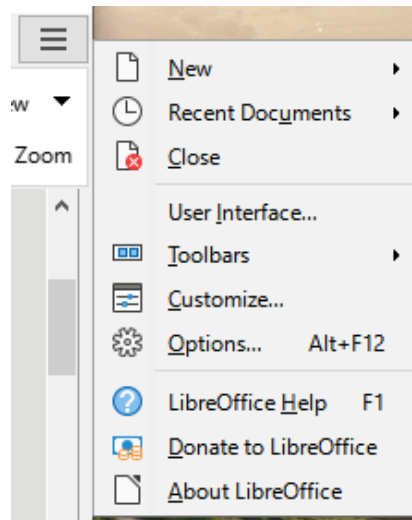 New
ew
Recent Documents
Zoom
Close
User Interface...
Toolbars
Customize...
Options... Alt+F12
LibreOffice Help F1
Donate to LibreOffice
About LibreOffice